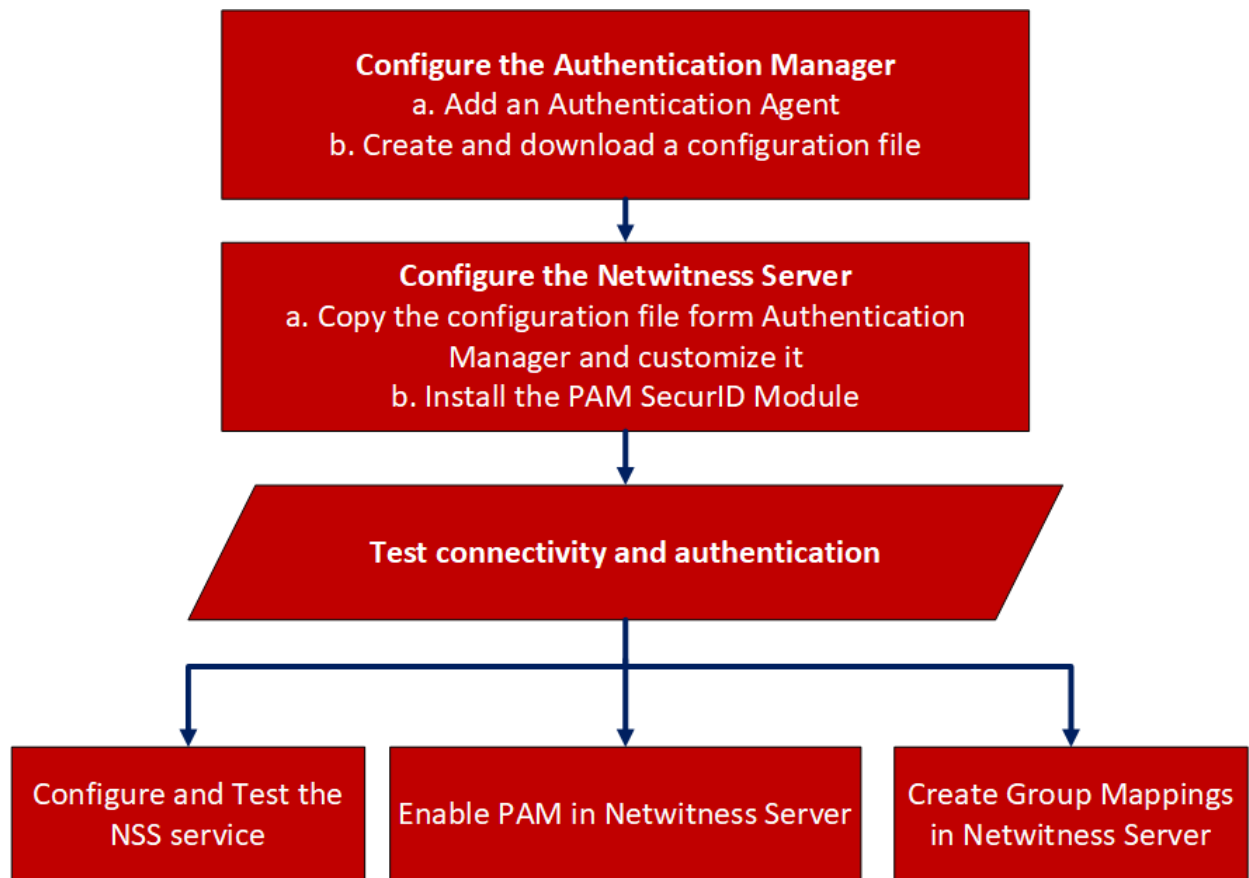 Configure the Authentication Manager
a. Add an Authentication Agent
b. Create and download a configuration file
Configure the Netwitness Server
a. Copy the configuration file form Authentication
Manager and customize it
b. Install the PAM SecurID Module
Test connectivity and authentication
Configure and Test the
NSS service
Enable PAM in Netwitness Server
Create Group Mappings
in Netwitness Server